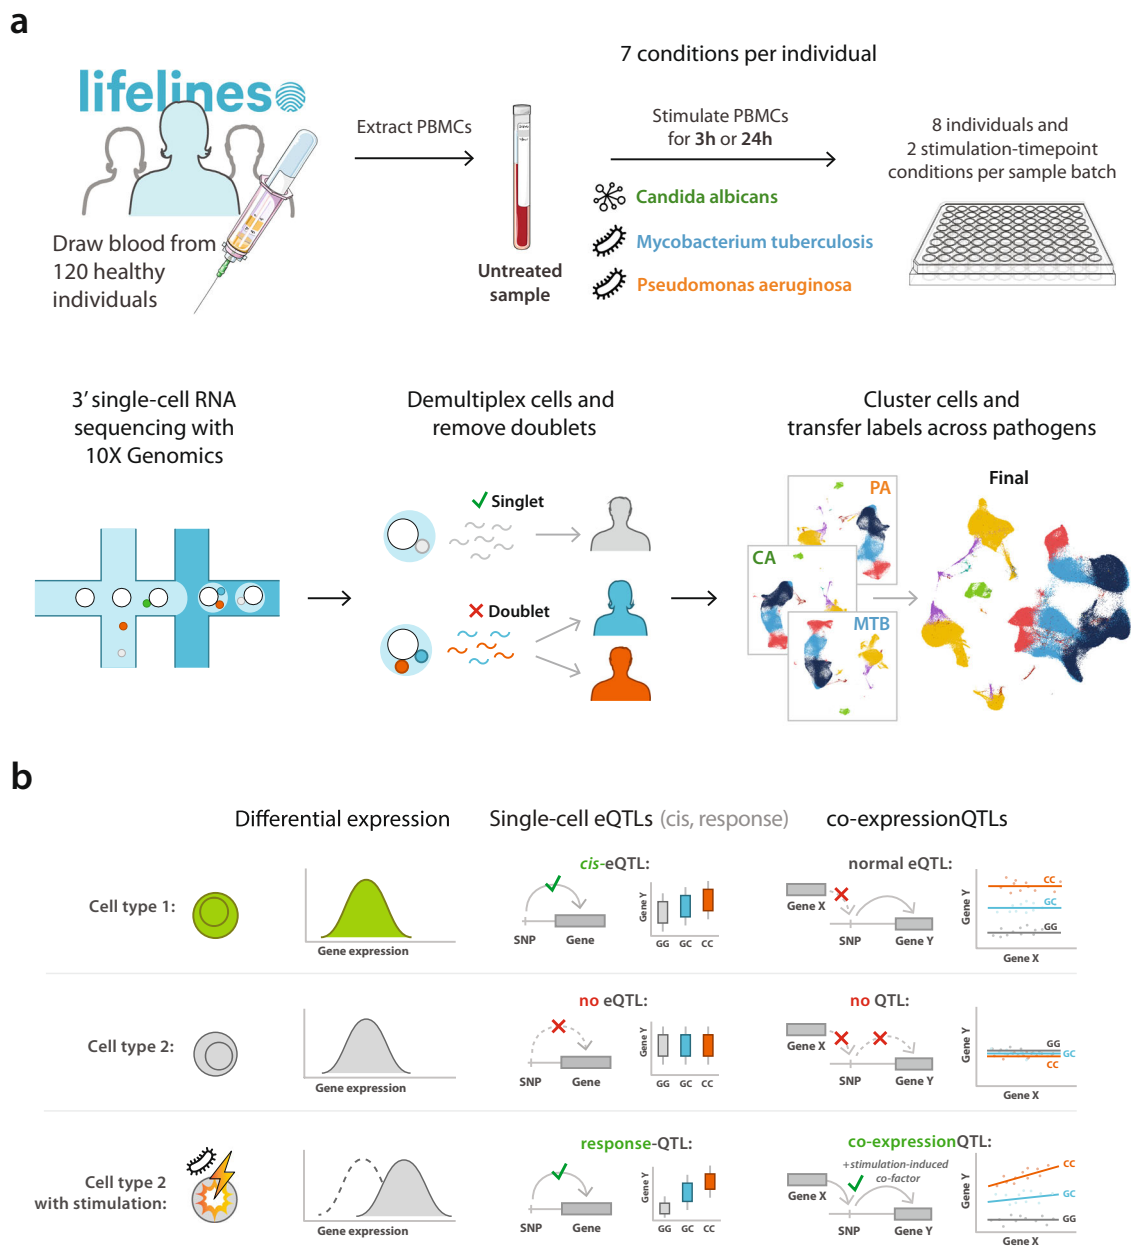 a
lifelines
7 conditions per individual
Extract PBMCs
Stimulate PBMCs
for 3h or 24h
8 individuals and
2 stimulation-timepoint
conditions per sample batch
Candida albicans
Mycobacterium tuberculosis
Pseudomonas aeruginosa
Draw blood from
120 healthy
individuals
Untreated
sample
3’ single-cell RNA
sequencing with
10X Genomics
Demultiplex cells and
remove doublets
Cluster cells and
transfer labels across pathogens
Singlet
Doublet
PA
CA
MTB
Final
b
Differential expression
Single-cell eQTLs (cis, response)
co-expressionQTLs
Cell type 1:
Gene expression
cis-eQTL:
SNP
Gene
Gene Y
GG
GC
CC
normal eQTL:
Gene X
SNP
Gene Y
Gene Y
CC
GC
GG
Gene X
Cell type 2:
Gene expression
no eQTL:
SNP
Gene
Gene Y
GG
GC
CC
no QTL:
Gene X
SNP
Gene Y
Gene Y
GG
GC
CC
Gene X
Cell type 2
with stimulation:
Gene expression
response-QTL:
SNP
Gene
Gene Y
GG
GC
CC
co-expressionQTL:
+stimulation-induced
co-factor
Gene X
SNP
Gene Y
Gene Y
CC
GC
GG
Gene X